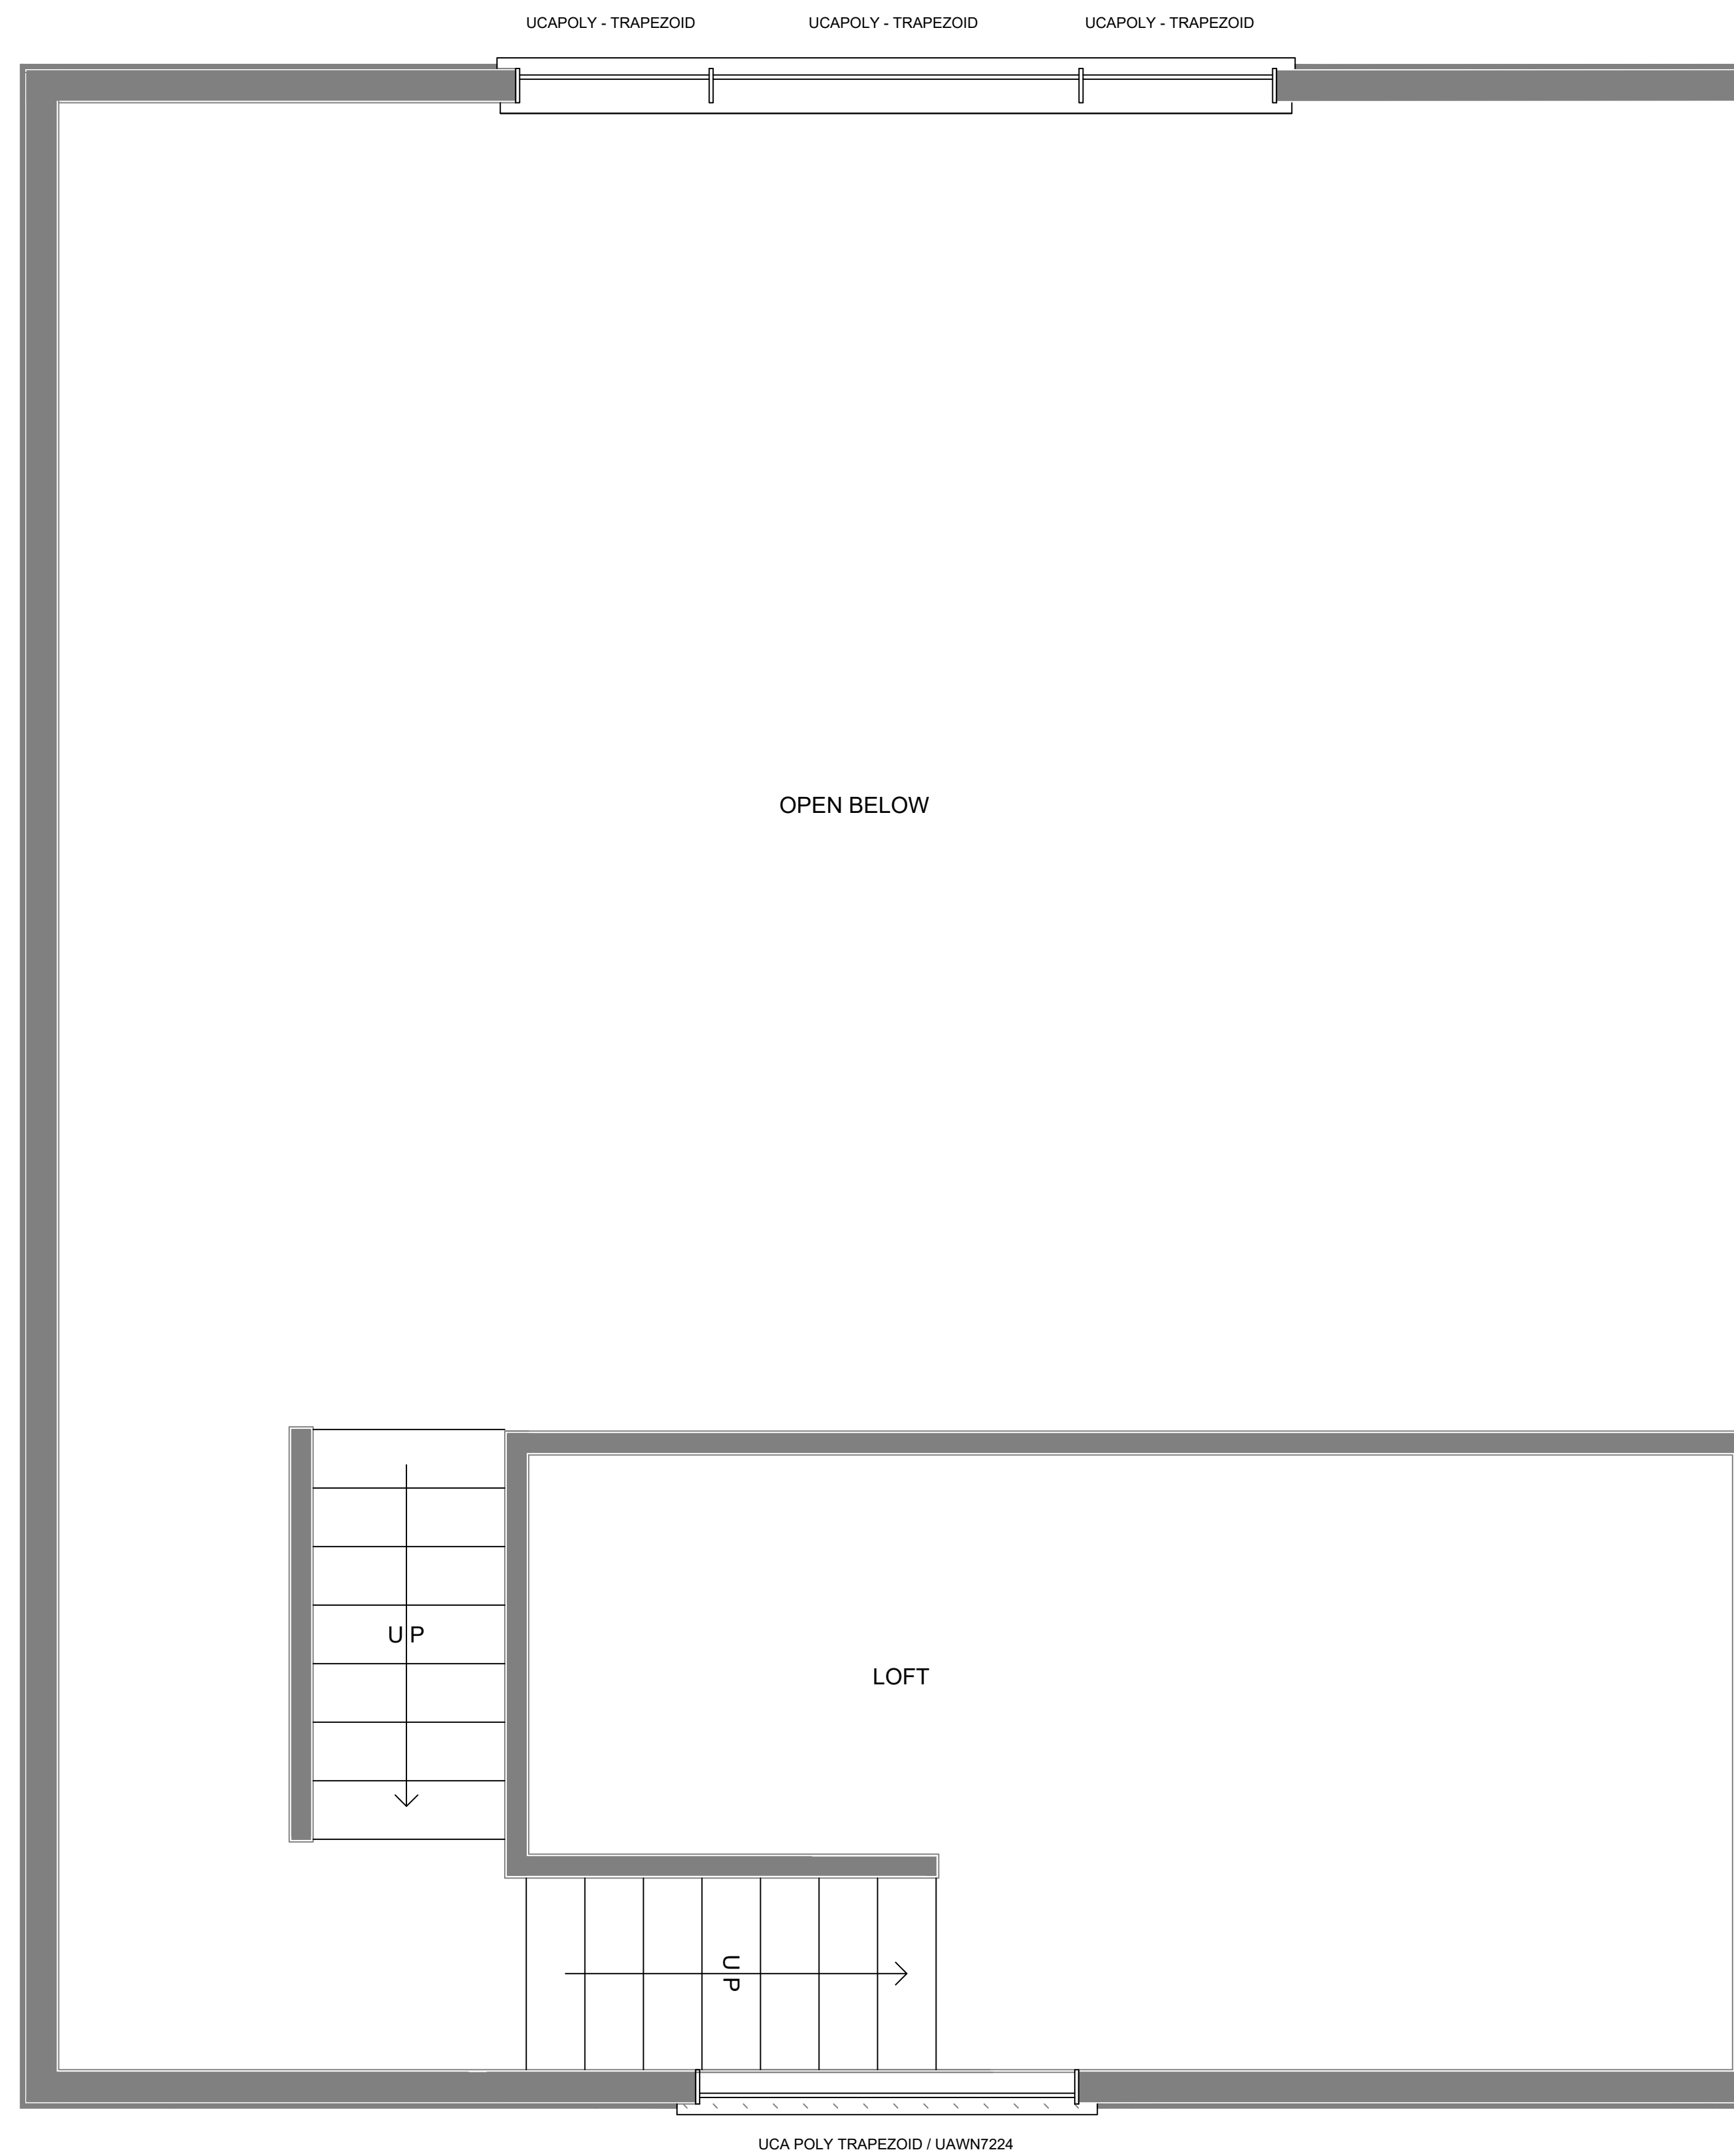 UCAPOLY - TRAPEZOID UCAPOLY - TRAPEZOID UCAPOLY - TRAPEZOID
OPEN BELOW
UP
LOFT
UP
UCA POLY TRAPEZOID / UAWN7224